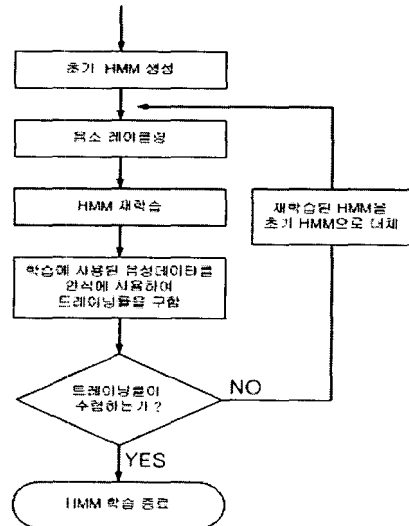 초기 HMM 생성
음소 레이블링
HMM 재학습
재학습된 HMM을
초기 HMM으로 대체
학습에 사용된 음성데이타를
인식에 사용하여
트레이닝률을 구함
트레이닝률이
수렴하는가 ?
NO
YES
HMM 학습 종료